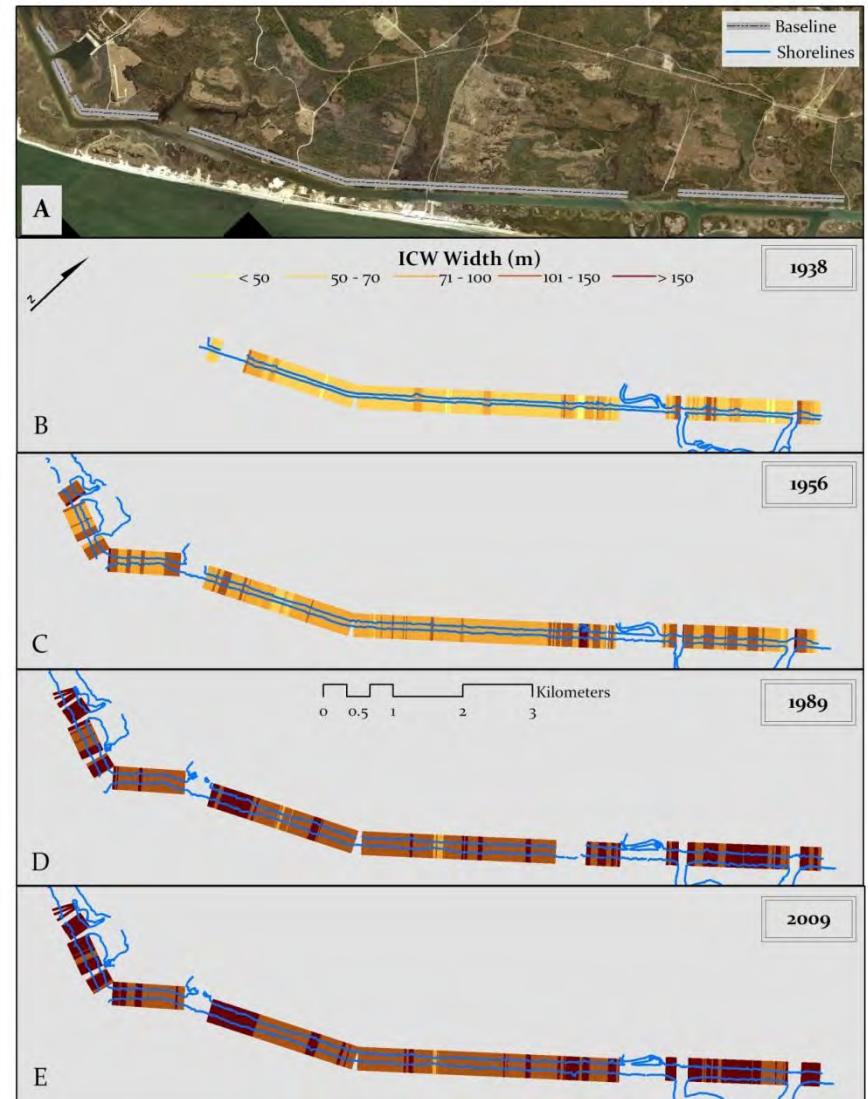 Baseline
Shorelines
A
ICW Width (m)
1938
< 50
50 - 70
71 - 100
101 - 150
> 150
N
B
1956
C
Kilometers
1989
0
0.5
1
2
3
D
2009
E